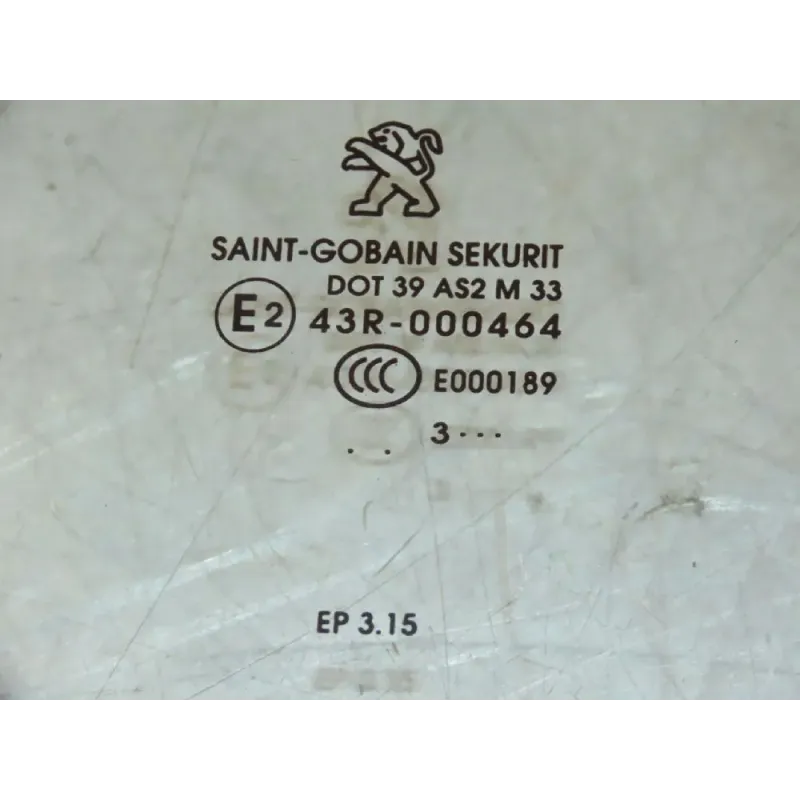 SAINT-GOBAIN SEKURIT
DOT 39 AS2 M 33
E2 43R-000464
CCC E000189
. . 3...
EP 3.15